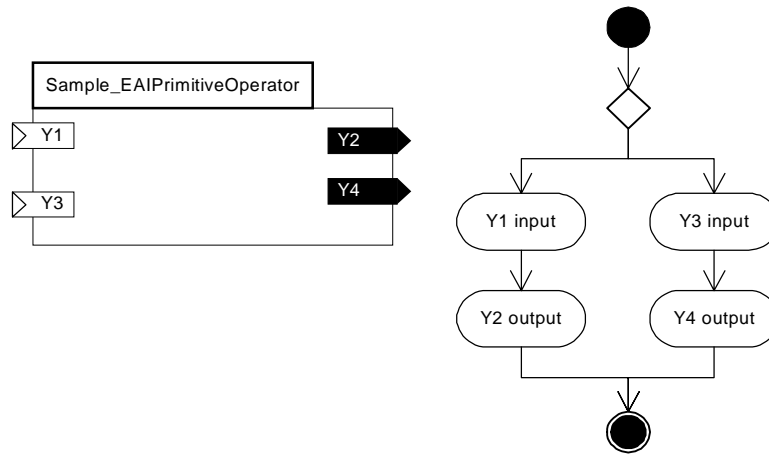 Sample_EAIPrimitiveOperator
Y1
Y2
Y3
Y4
Y1 input
Y3 input
Y2 output
Y4 output